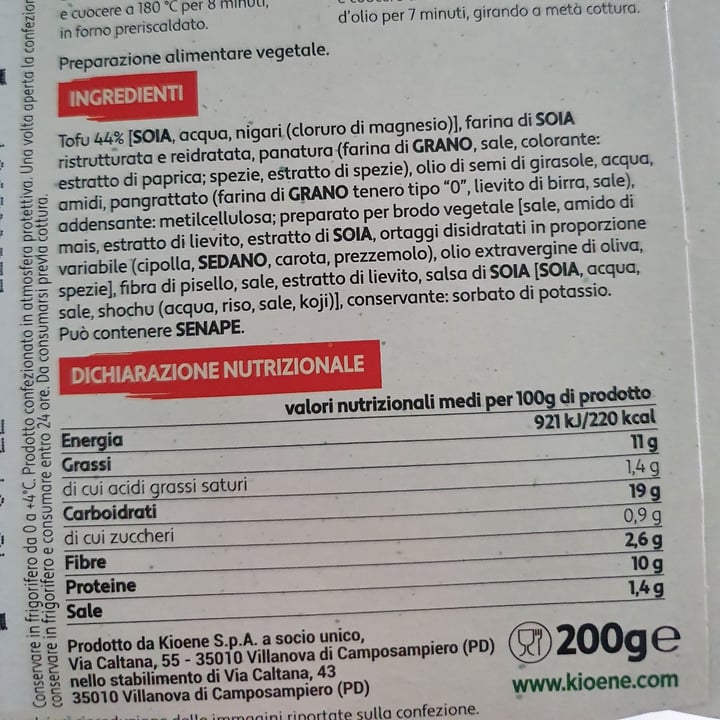 e cuocere a 180 °C per 8 minuti,
in forno preriscaldato.
d'olio per 7 minuti, girando a metà cottura.
Preparazione alimentare vegetale.
INGREDIENTI
Tofu 44% [SOIA, acqua, nigari (cloruro di magnesio)], farina di SOIA
ristrutturata e reidratata, panatura (farina di GRANO, sale, colorante:
estratto di paprica; spezie, estratto di spezie), olio di semi di girasole, acqua,
amidi, pangrattato (farina di GRANO tenero tipo "0", lievito di birra, sale),
addensante: metilcellulosa; preparato per brodo vegetale [sale, amido di
mais, estratto di lievito, estratto di SOIA, ortaggi disidratati in proporzione
variabile (cipolla, SEDANO, carota, prezzemolo), olio extravergine di oliva,
spezie], fibra di pisello, sale, estratto di lievito, salsa di SOIA [SOIA, acqua,
sale, shochu (acqua, riso, sale, koji)], conservante: sorbato di potassio.
Può contenere SENAPE.
DICHIARAZIONE NUTRIZIONALE
valori nutrizionali medi per 100g di prodotto
Energia 921 kJ/220 kcal
Grassi 11 g
di cui acidi grassi saturi 1,4 g
Carboidrati 19 g
di cui zuccheri 0,9 g
Fibre 2,6 g
Proteine 10 g
Sale 1,4 g
Prodotto da Kioene S.p.A. a socio unico,
Via Caltana, 55 - 35010 Villanova di Camposampiero (PD)
nello stabilimento di Via Caltana, 43
35010 Villanova di Camposampiero (PD)
200g e
www.kioene.com
immagini riportate sulla confezione.
Conservare in frigorifero da 0 a +4°C. Prodotto confezionato in atmosfera protettiva. Una volta aperta la confezione
conservare in frigorifero e consumare entro 24 ore. Da consumarsi previa cottura.